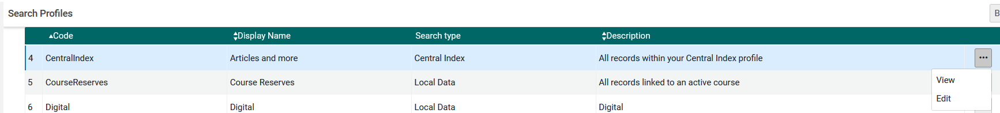 Search Profiles
B
Code Display Name Search type Description
4 CentralIndex Articles and more Central Index All records within your Central Index profile
5 CourseReserves Course Reserves Local Data All records linked to an active course
View
Edit
6 Digital Digital Local Data Digital